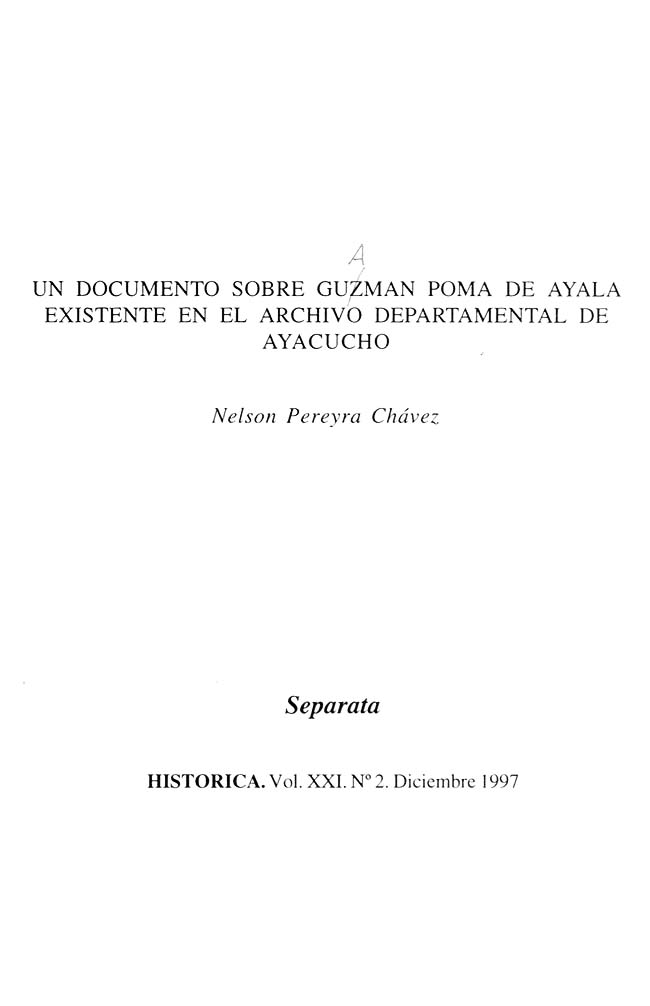 A
UN DOCUMENTO SOBRE GUZMAN POMA DE AYALA
EXISTENTE EN EL ARCHIVO DEPARTAMENTAL DE
AYACUCHO
Nelson Pereyra Chávez
Separata
HISTORICA. Vol. XXI. Nº 2. Diciembre 1997